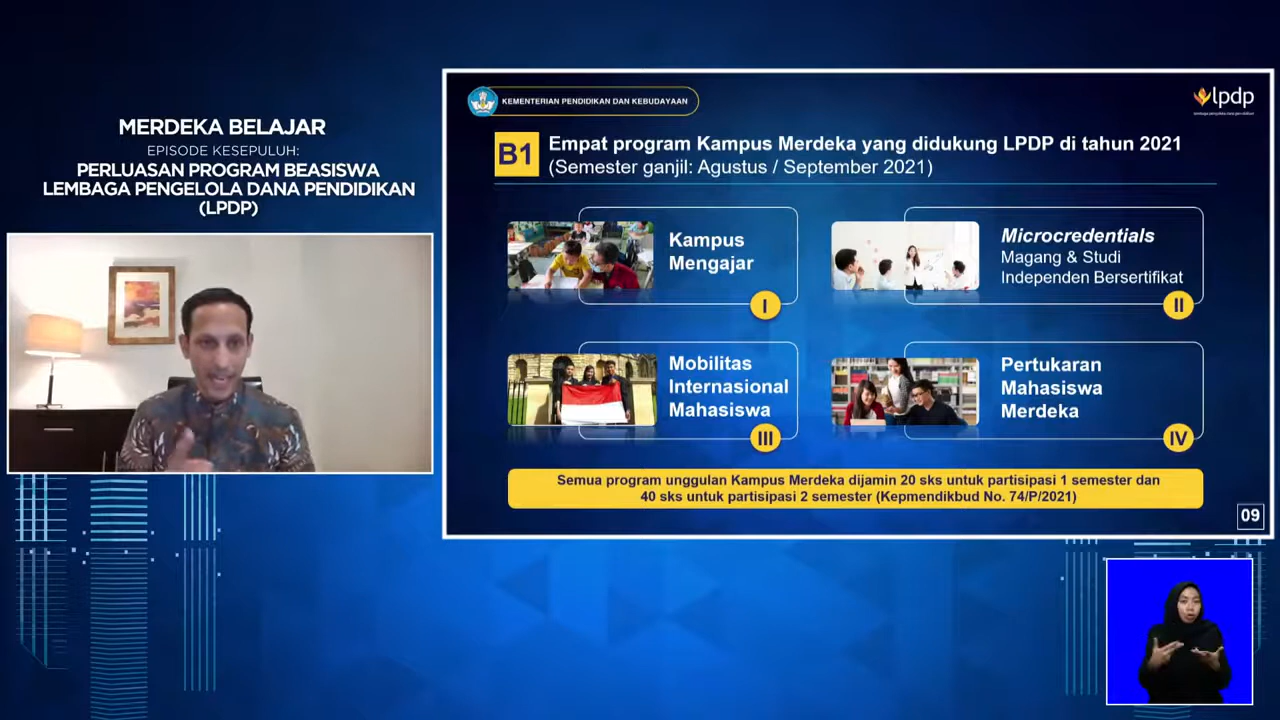 MERDEKA BELAJAR
EPISODE KESEPULUH:
PERLUASAN PROGRAM BEASISWA
LEMBAGA PENGELOLA DANA PENDIDIKAN
(LPDP)
KEMENTERIAN PENDIDIKAN DAN KEBUDAYAAN
lpdp
B1
Empat program Kampus Merdeka yang didukung LPDP di tahun 2021
(Semester ganjil: Agustus / September 2021)
Kampus
Mengajar
I
Microcredentials
Magang & Studi
Independen Bersertifikat
II
Mobilitas
Internasional
Mahasiswa
III
Pertukaran
Mahasiswa
Merdeka
IV
Semua program unggulan Kampus Merdeka dijamin 20 sks untuk partisipasi 1 semester dan
40 sks untuk partisipasi 2 semester (Kepmendikbud No. 74/P/2021)
09